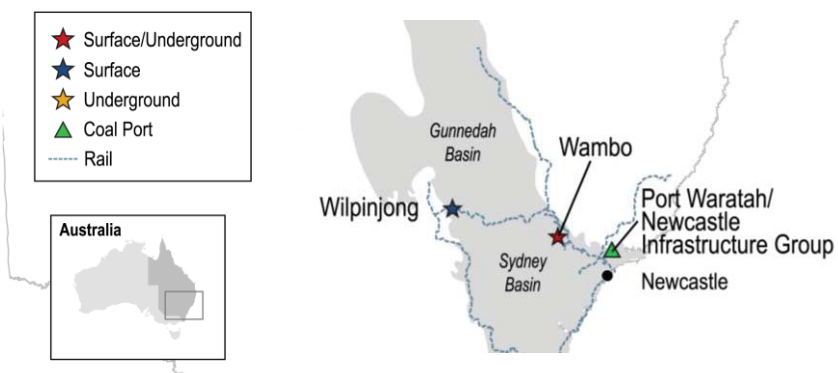 Surface/Underground
Surface
Underground
Coal Port
Rail
Australia
Gunnedah
Basin
Wambo
Wilpinjong
Port Waratah/
Newcastle
Infrastructure Group
Sydney
Basin
Newcastle